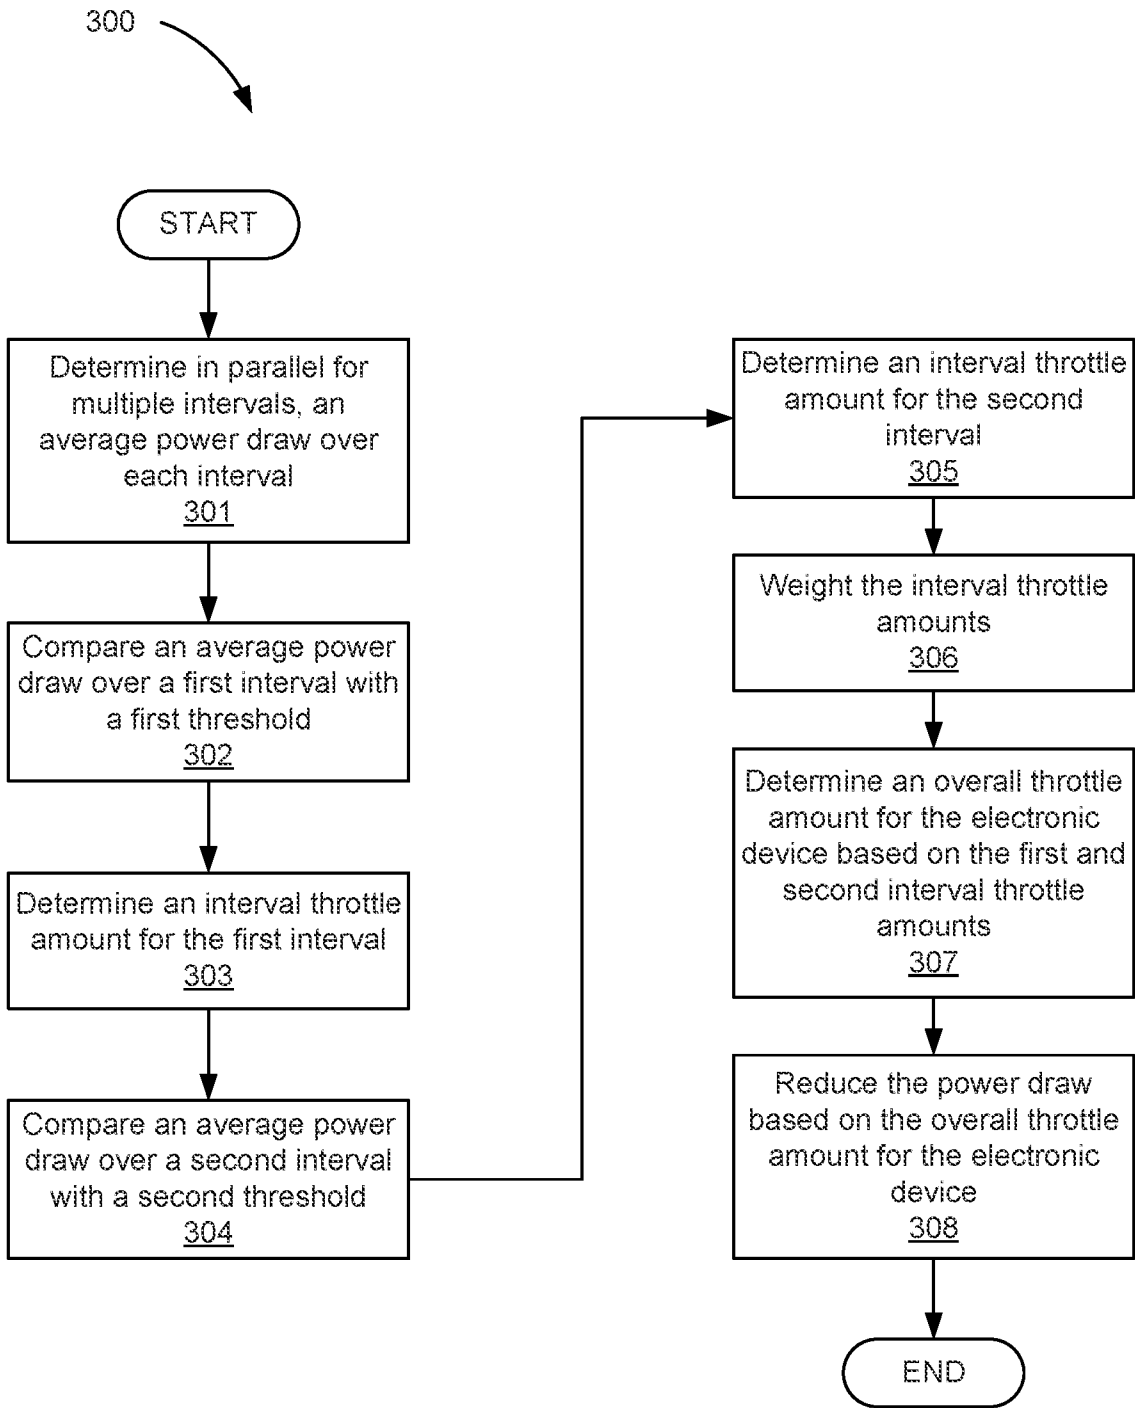 300
START
Determine in parallel for
multiple intervals, an
average power draw over
each interval
301
Compare an average power
draw over a first interval with
a first threshold
302
Determine an interval throttle
amount for the first interval
303
Compare an average power
draw over a second interval
with a second threshold
304
Determine an interval throttle
amount for the second
interval
305
Weight the interval throttle
amounts
306
Determine an overall throttle
amount for the electronic
device based on the first and
second interval throttle
amounts
307
Reduce the power draw
based on the overall throttle
amount for the electronic
device
308
END